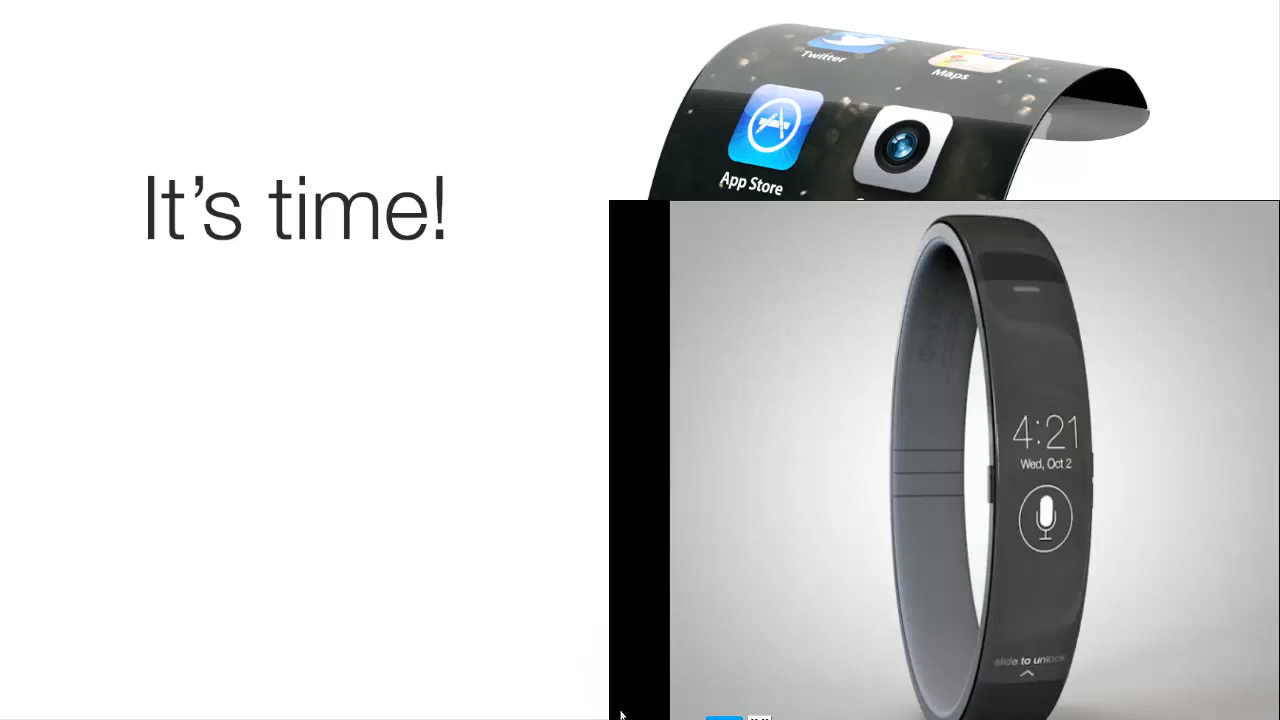 Twitter
Maps
App Store
It's time!
4:21
Wed, Oct 2
slide to unlock